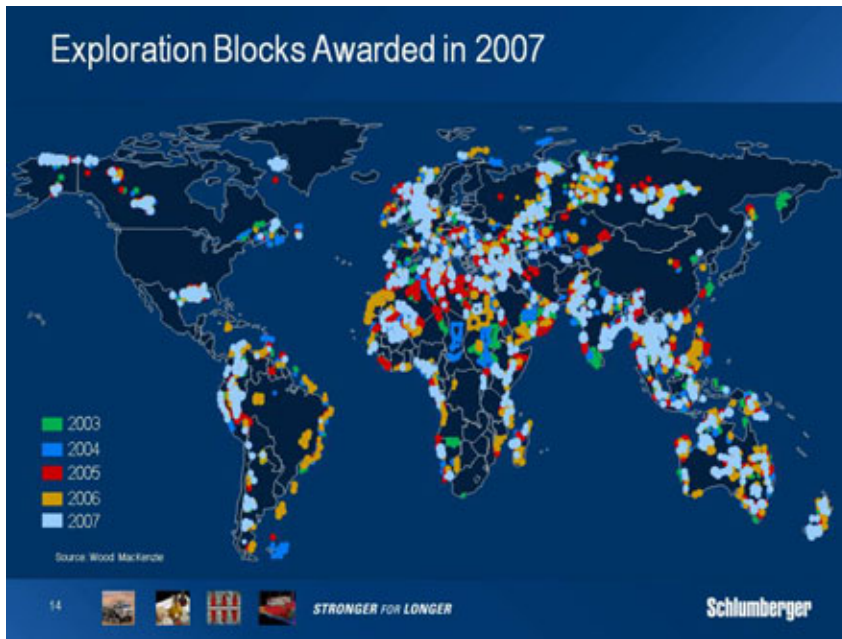 Exploration Blocks Awarded in 2007
2003
2004
2005
2006
2007
Source: Wood MacKenzie
14
STRONGER FOR LONGER
Schlumberger